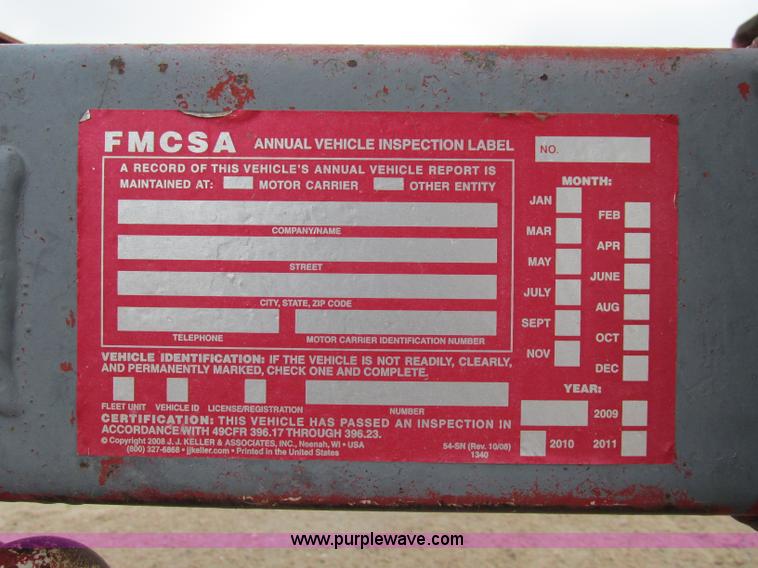 FMCSA ANNUAL VEHICLE INSPECTION LABEL
NO.
A RECORD OF THIS VEHICLE'S ANNUAL VEHICLE REPORT IS
MAINTAINED AT: MOTOR CARRIER OTHER ENTITY
COMPANY/NAME
STREET
CITY, STATE, ZIP CODE
TELEPHONE MOTOR CARRIER IDENTIFICATION NUMBER
MONTH:
JAN FEB
MAR APR
MAY JUNE
JULY AUG
SEPT OCT
NOV DEC
VEHICLE IDENTIFICATION: IF THE VEHICLE IS NOT READILY, CLEARLY,
AND PERMANENTLY MARKED, CHECK ONE AND COMPLETE.
FLEET UNIT VEHICLE ID LICENSE/REGISTRATION NUMBER
YEAR:
2009
2010 2011
CERTIFICATION: THIS VEHICLE HAS PASSED AN INSPECTION IN
ACCORDANCE WITH 49CFR 396.17 THROUGH 396.23.
© Copyright 2008 J. J. KELLER & ASSOCIATES, INC., Neenah, WI • USA
(800) 327-6868 • jjkeller.com • Printed in the United States
54-SN (Rev. 10/08)
1340
www.purplewave.com